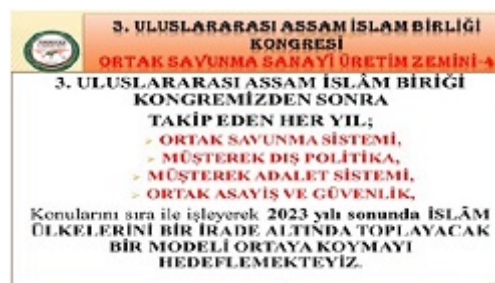 3. ULUSLARARASI ASSAM İSLAM BİRLİĞİ
KONGRESİ
ORTAK SAVUNMA SANAYİ ÜRETİM ZEMİNİ-4
3. ULUSLARARASI ASSAM İSLÂM BİRİĞİ
KONGREMİZDEN SONRA
TAKİP EDEN HER YIL;
➢ ORTAK SAVUNMA SİSTEMİ,
➢ MÜŞTEREK DIŞ POLİTİKA,
➢ MÜŞTEREK ADALET SİSTEMİ,
➢ ORTAK ASAYİŞ VE GÜVENLİK,
Konularını sıra ile işleyerek 2023 yılı sonunda İSLÂM
ÜLKELERİNİ BİR İRADE ALTINDA TOPLAYACAK
BİR MODELİ ORTAYA KOYMAYI
HEDEFLEMEKTEYİZ.